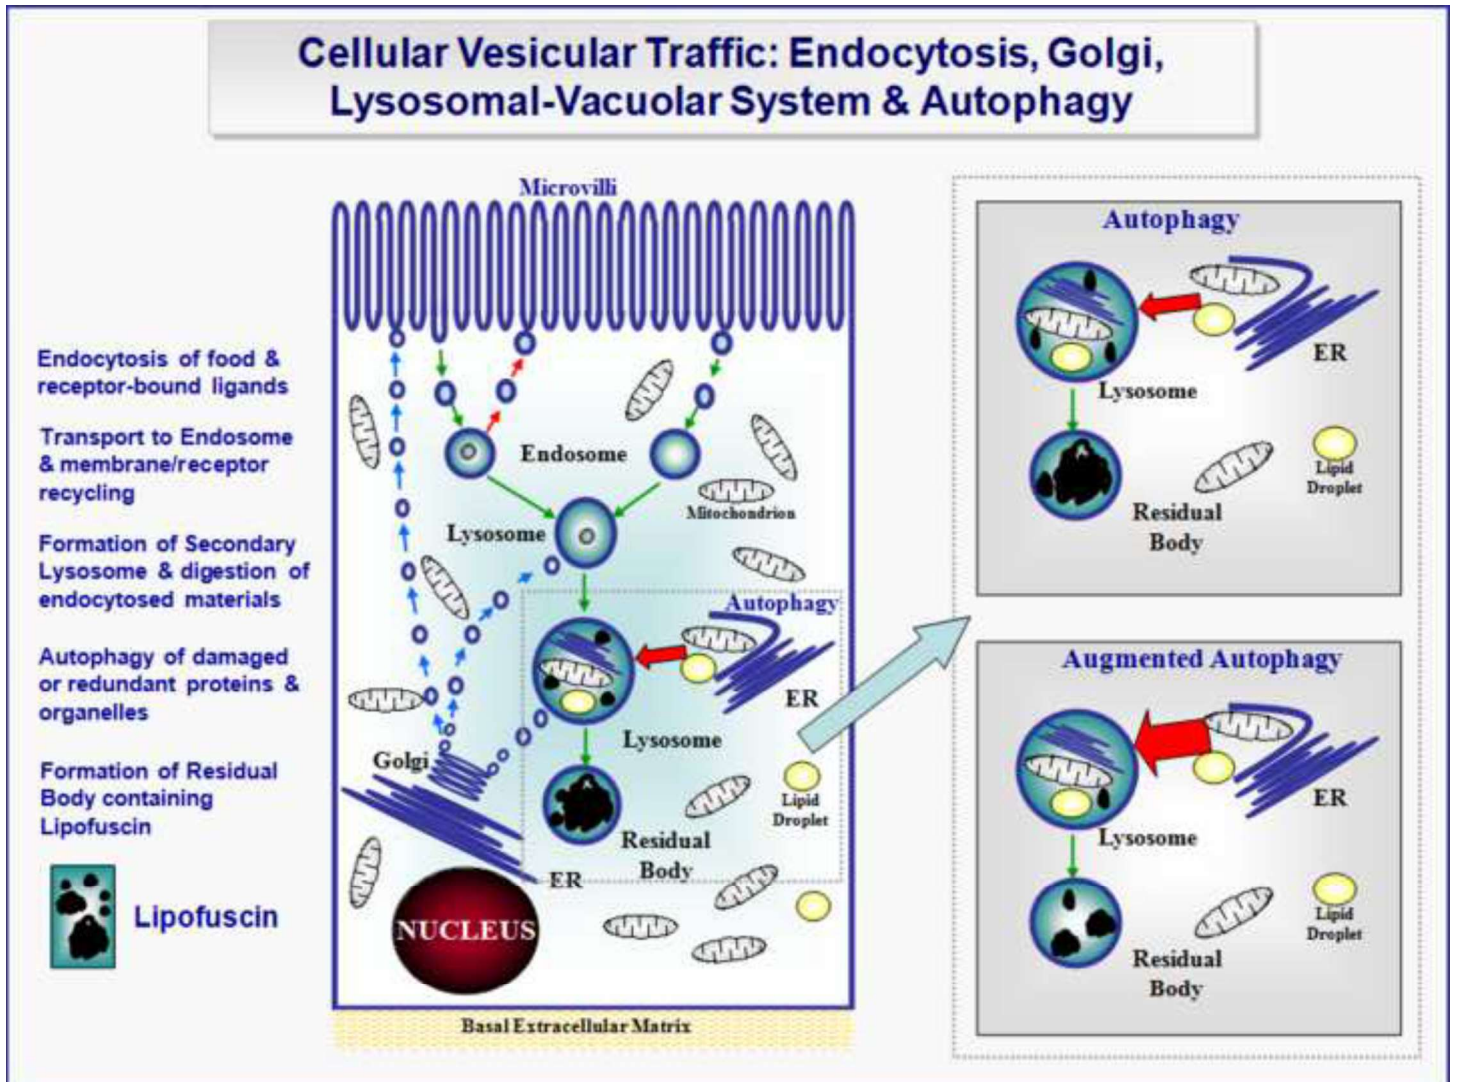 Cellular Vesicular Traffic: Endocytosis, Golgi,
Lysosomal-Vacuolar System & Autophagy
Endocytosis of food &
receptor-bound ligands
Transport to Endosome
& membrane/receptor
recycling
Formation of Secondary
Lysosome & digestion of
endocytosed materials
Autophagy of damaged
or redundant proteins &
organelles
Formation of Residual
Body containing
Lipofuscin
Lipofuscin
Microvilli
Endosome
Mitochondrion
Lysosome
Autophagy
ER
Lysosome
Golgi
Lipid
Droplet
Residual
Body
ER
NUCLEUS
Basal Extracellular Matrix
Autophagy
ER
Lysosome
Lipid
Droplet
Residual
Body
Augmented Autophagy
ER
Lysosome
Lipid
Droplet
Residual
Body